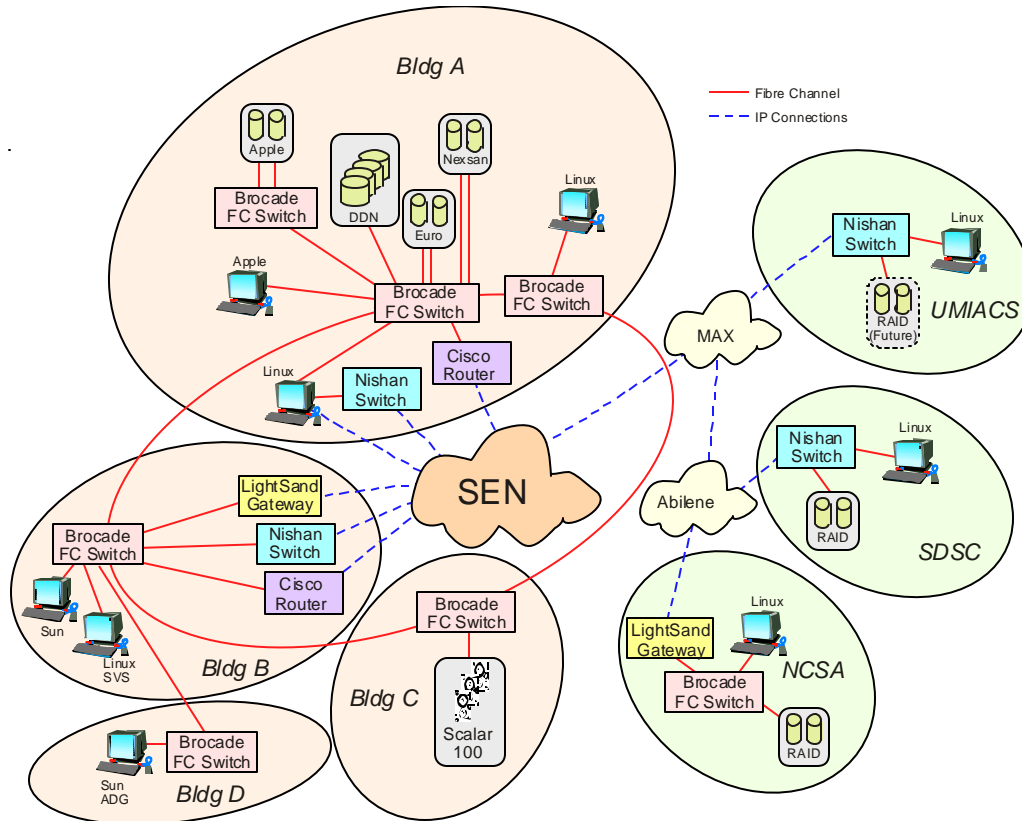 Bldg A
Fibre Channel
IP Connections
Apple
Nexsan
DDN
Euro
Linux
Brocade
FC Switch
Apple
Brocade
FC Switch
Brocade
FC Switch
Cisco
Router
Linux
Nishan
Switch
Nishan
Switch
Linux
RAID
(Future)
UMIACS
MAX
SEN
Abilene
Nishan
Switch
Linux
RAID
SDSC
LightSand
Gateway
Brocade
FC Switch
Nishan
Switch
Cisco
Router
Sun
Linux
SVS
Bldg B
Brocade
FC Switch
Bldg C
Scalar
100
LightSand
Gateway
Linux
NCSA
Brocade
FC Switch
RAID
Brocade
FC Switch
Sun
ADG
Bldg D